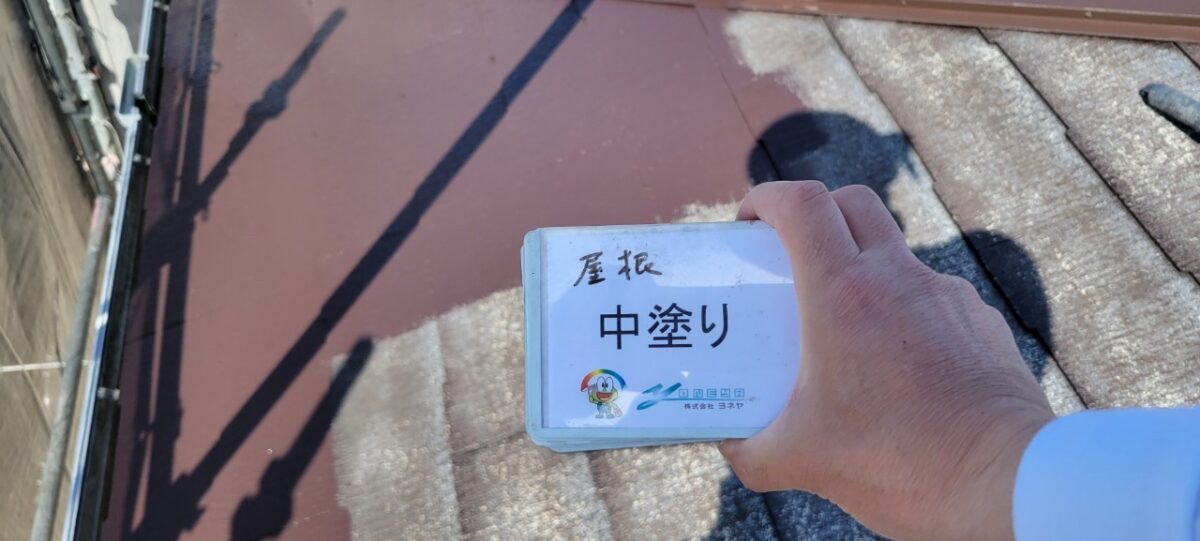 屋根
中塗り
株式会社 ヨネヤ